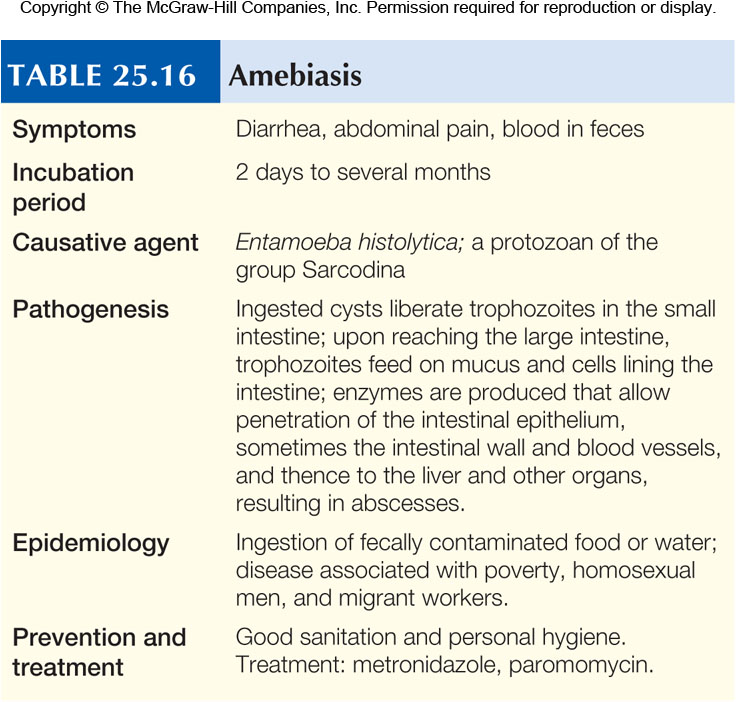 Copyright © The McGraw-Hill Companies, Inc. Permission required for reproduction or display.
TABLE 25.16 Amebiasis
Symptoms Diarrhea, abdominal pain, blood in feces
Incubation 2 days to several months
period
Causative agent Entamoeba histolytica; a protozoan of the
group Sarcodina
Pathogenesis Ingested cysts liberate trophozoites in the small
intestine; upon reaching the large intestine,
trophozoites feed on mucus and cells lining the
intestine; enzymes are produced that allow
penetration of the intestinal epithelium,
sometimes the intestinal wall and blood vessels,
and thence to the liver and other organs,
resulting in abscesses.
Epidemiology Ingestion of fecally contaminated food or water;
disease associated with poverty, homosexual
men, and migrant workers.
Prevention and Good sanitation and personal hygiene.
treatment Treatment: metronidazole, paromomycin.